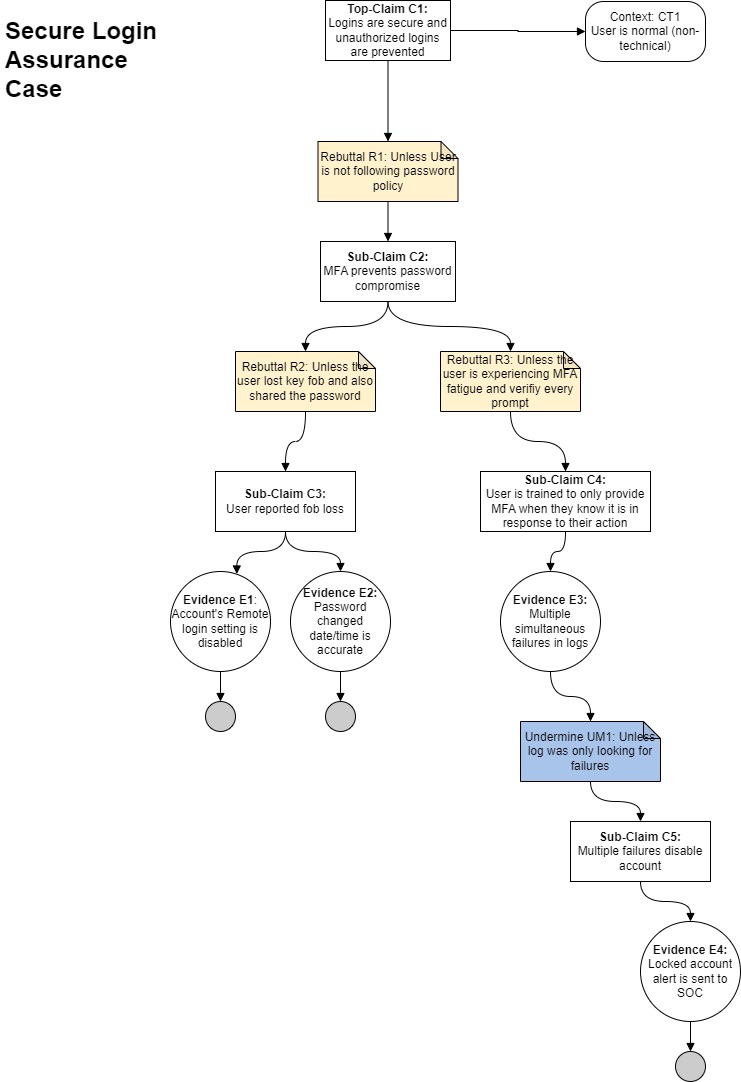 Secure Login
Assurance
Case
Top-Claim C1:
Logins are secure and
unauthorized logins
are prevented
Context: CT1
User is normal (non-
technical)
Rebuttal R1: Unless User
is not following password
policy
Sub-Claim C2:
MFA prevents password
compromise
Rebuttal R2: Unless the
user lost key fob and also
shared the password
Rebuttal R3: Unless the
user is experiencing MFA
fatigue and verifiy every
prompt
Sub-Claim C3:
User reported fob loss
Sub-Claim C4:
User is trained to only provide
MFA when they know it is in
response to their action
Evidence E1:
Account's Remote
login setting is
disabled
Evidence E2:
Password
changed
date/time is
accurate
Evidence E3:
Multiple
simultaneous
failures in logs
Undermine UM1: Unless
log was only looking for
failures
Sub-Claim C5:
Multiple failures disable
account
Evidence E4:
Locked account
alert is sent to
SOC